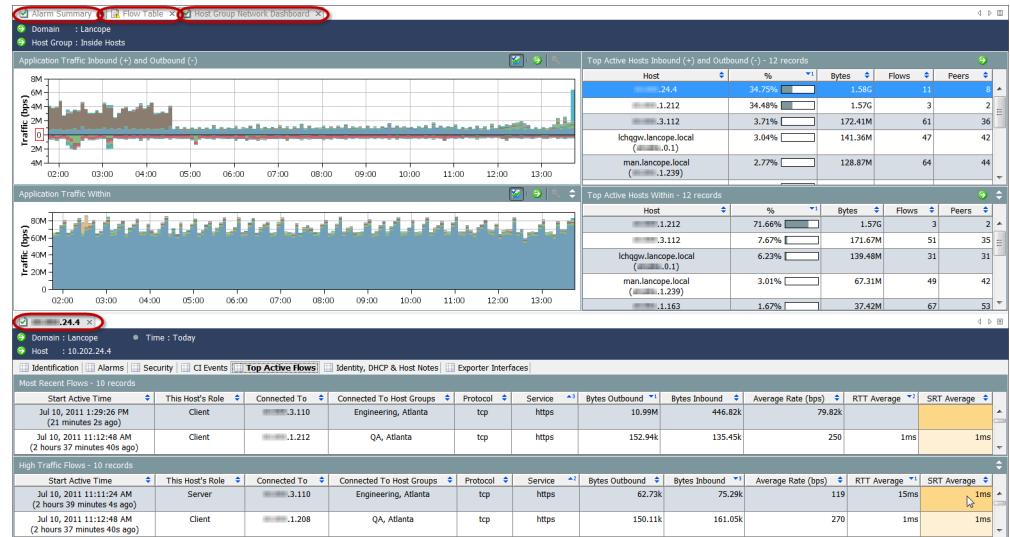 Alarm Summary
Flow Table
Host Group Network Dashboard
Domain : Lancope
Host Group : Inside Hosts
Application Traffic Inbound (+) and Outbound (-)
8M
6M
4M
2M
0
2M
4M
Traffic (bps)
02:00 03:00 04:00 05:00 06:00 07:00 08:00 09:00 10:00 11:00 12:00 13:00
Top Active Hosts Inbound (+) and Outbound (-) - 12 records
Host % 1 Bytes Flows Peers
.24.4 34.75% 1.58G 11 8
.1.212 34.48% 1.57G 3 2
.3.112 3.71% 172.41M 61 36
lchqgw.lancope.local 3.04% 141.36M 47 42
( .0.1)
man.lancope.local 2.77% 128.87M 64 44
( .1.239)
Application Traffic Within
80M
60M
40M
20M
0
Traffic (bps)
02:00 03:00 04:00 05:00 06:00 07:00 08:00 09:00 10:00 11:00 12:00 13:00
Top Active Hosts Within - 12 records
Host % 1 Bytes Flows Peers
.1.212 71.66% 1.57G 3 2
.3.112 7.67% 171.67M 51 35
lchqgw.lancope.local 6.23% 139.48M 31 31
( .0.1)
man.lancope.local 3.01% 67.31M 49 42
( .1.239)
.1.163 1.67% 37.42M 67 53
.24.4
Domain : Lancope Time : Today
Host : 10.202.24.4
Identification Alarms Security CI Events Top Active Flows Identity, DHCP & Host Notes Exporter Interfaces
Most Recent Flows - 10 records
Start Active Time This Host's Role Connected To Connected To Host Groups Protocol Service 3 Bytes Outbound 1 Bytes Inbound Average Rate (bps) RTT Average 2 SRT Average
Jul 10, 2011 1:29:26 PM Client .3.110 Engineering, Atlanta tcp https 10.99M 446.82k 79.82k
(21 minutes 2s ago)
Jul 10, 2011 11:12:48 AM Client .1.212 QA, Atlanta tcp https 152.94k 135.45k 250 1ms 1ms
(2 hours 37 minutes 40s ago)
High Traffic Flows - 10 records
Start Active Time This Host's Role Connected To Connected To Host Groups Protocol Service 2 Bytes Outbound Bytes Inbound 3 Average Rate (bps) RTT Average 1 SRT Average
Jul 10, 2011 11:11:24 AM Server .3.110 Engineering, Atlanta tcp https 62.73k 75.29k 119 15ms 1ms
(2 hours 39 minutes 4s ago)
Jul 10, 2011 11:12:48 AM Client .1.208 QA, Atlanta tcp https 150.11k 161.05k 270 1ms 1ms
(2 hours 37 minutes 40s ago)